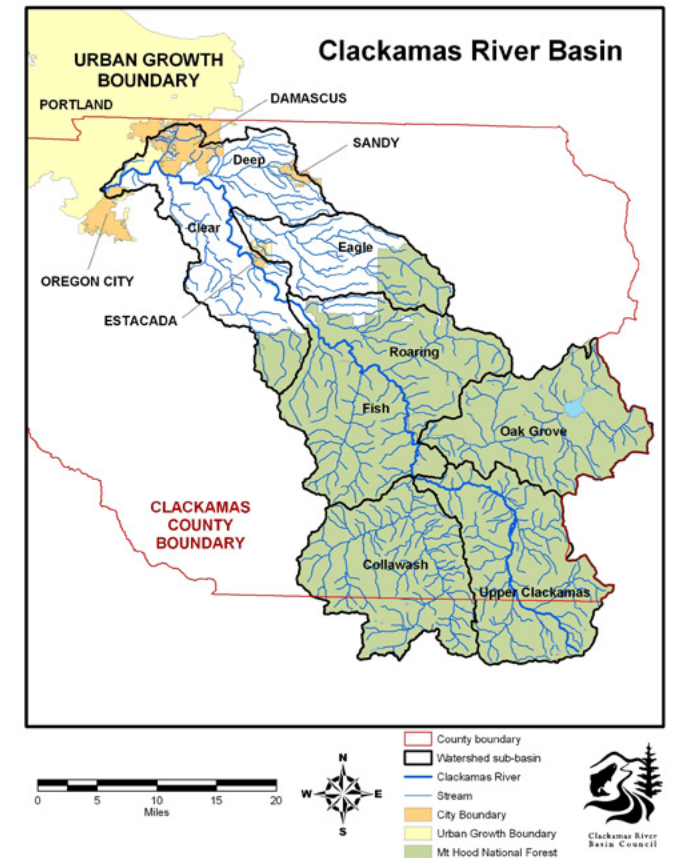 Clackamas River Basin
URBAN GROWTH
BOUNDARY
PORTLAND
DAMASCUS
SANDY
Deep
Clear
Eagle
OREGON CITY
ESTACADA
Roaring
Fish
Oak Grove
CLACKAMAS
COUNTY
BOUNDARY
Collawash
Upper Clackamas
0 5 10 15 20
Miles
N
W E
S
County boundary
Watershed sub-basin
Clackamas River
Stream
City Boundary
Urban Growth Boundary
Mt Hood National Forest
Clackamas River
Basin Council